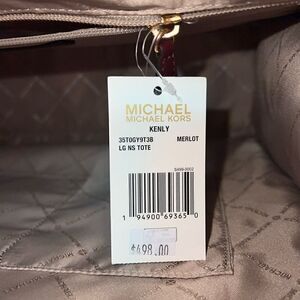 MICHAEL
MICHAEL KORS
KENLY
35T0GY9T3B MERLOT
LG NS TOTE
1 94900 69365 0
$498.00